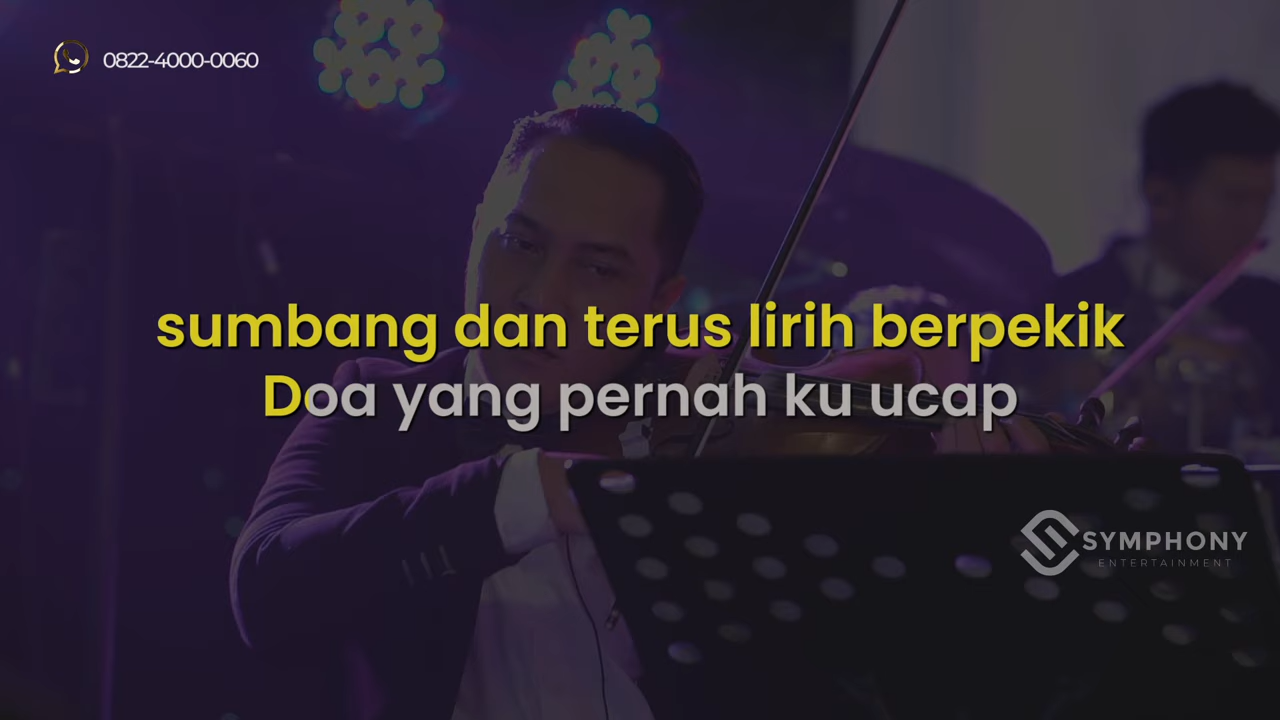 0822-4000-0060
sumbang dan terus lirih berpekik
Doa yang pernah ku ucap
SYMPHONY
ENTERTAINMENT